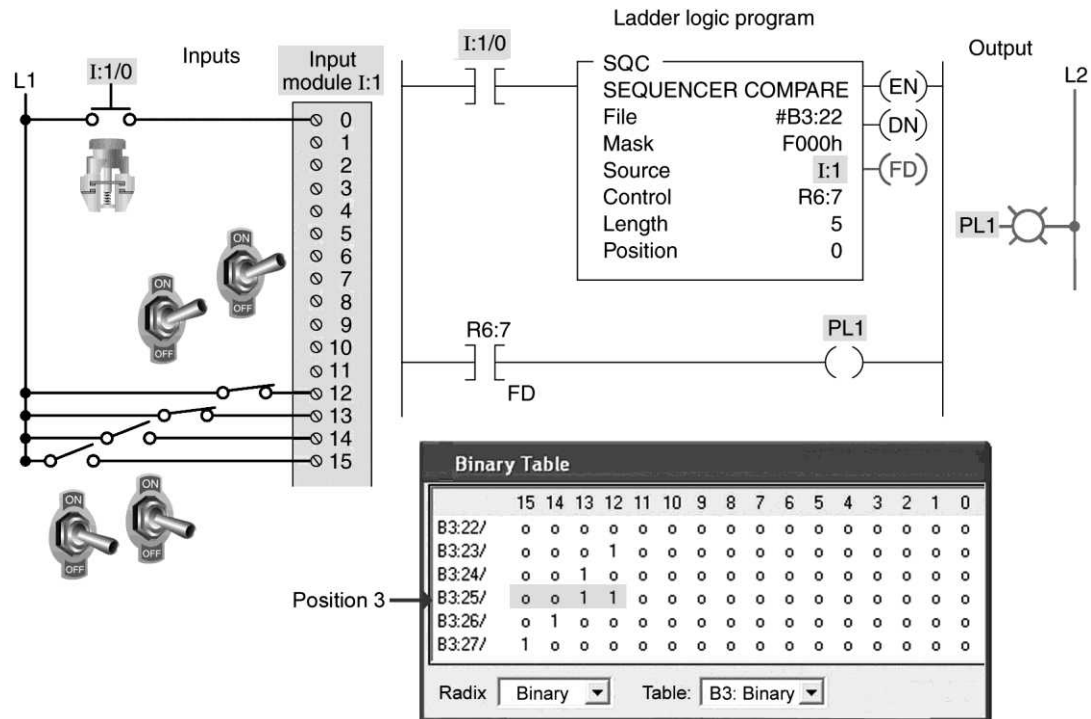 Ladder logic program
Inputs
Input
module I:1
L1
I:1/0
0
1
2
3
4
5
6
7
8
9
10
11
12
13
14
15
ON
OFF
ON
OFF
ON
OFF
ON
OFF
I:1/0
SQC
SEQUENCER COMPARE
File #B3:22
Mask F000h
Source I:1
Control R6:7
Length 5
Position 0
(EN)
(DN)
(FD)
Output
L2
PL1
R6:7
FD
PL1
Position 3
Binary Table
15 14 13 12 11 10 9 8 7 6 5 4 3 2 1 0
B3:22/ o o o o o o o o o o o o o o o o
B3:23/ o o o 1 o o o o o o o o o o o o
B3:24/ o o 1 o o o o o o o o o o o o o
B3:25/ o o 1 1 o o o o o o o o o o o o
B3:26/ o 1 o o o o o o o o o o o o o o
B3:27/ 1 o o o o o o o o o o o o o o o
Radix Binary Table: B3: Binary